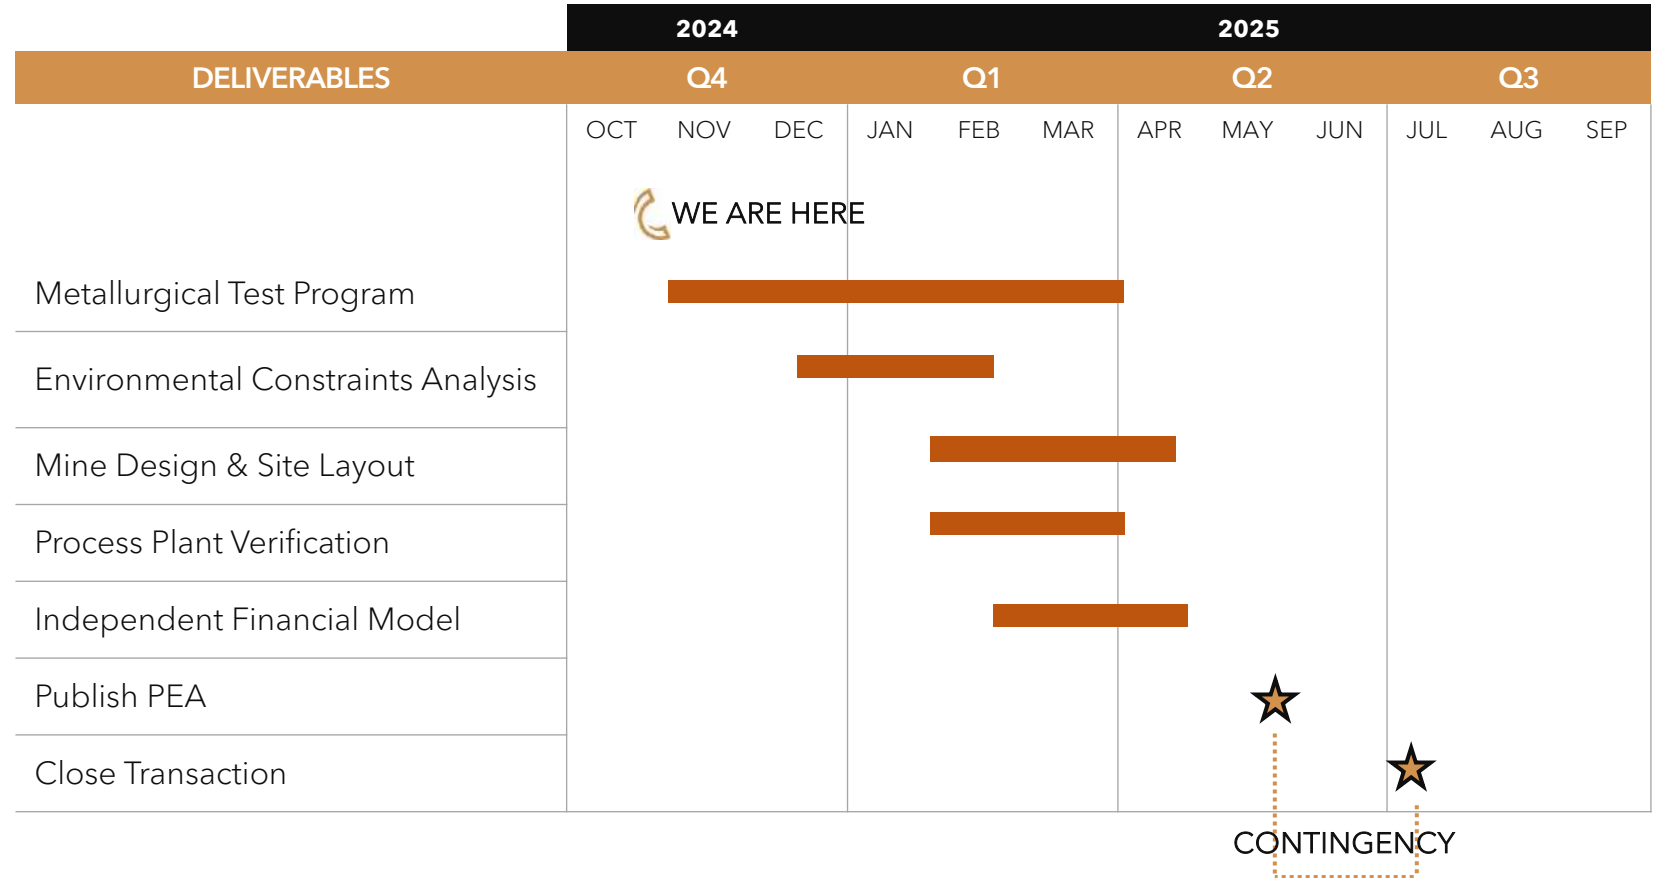 2024 2025
DELIVERABLES Q4 Q1 Q2 Q3
OCT NOV DEC JAN FEB MAR APR MAY JUN JUL AUG SEP
WE ARE HERE
Metallurgical Test Program
Environmental Constraints Analysis
Mine Design & Site Layout
Process Plant Verification
Independent Financial Model
Publish PEA
Close Transaction
CONTINGENCY